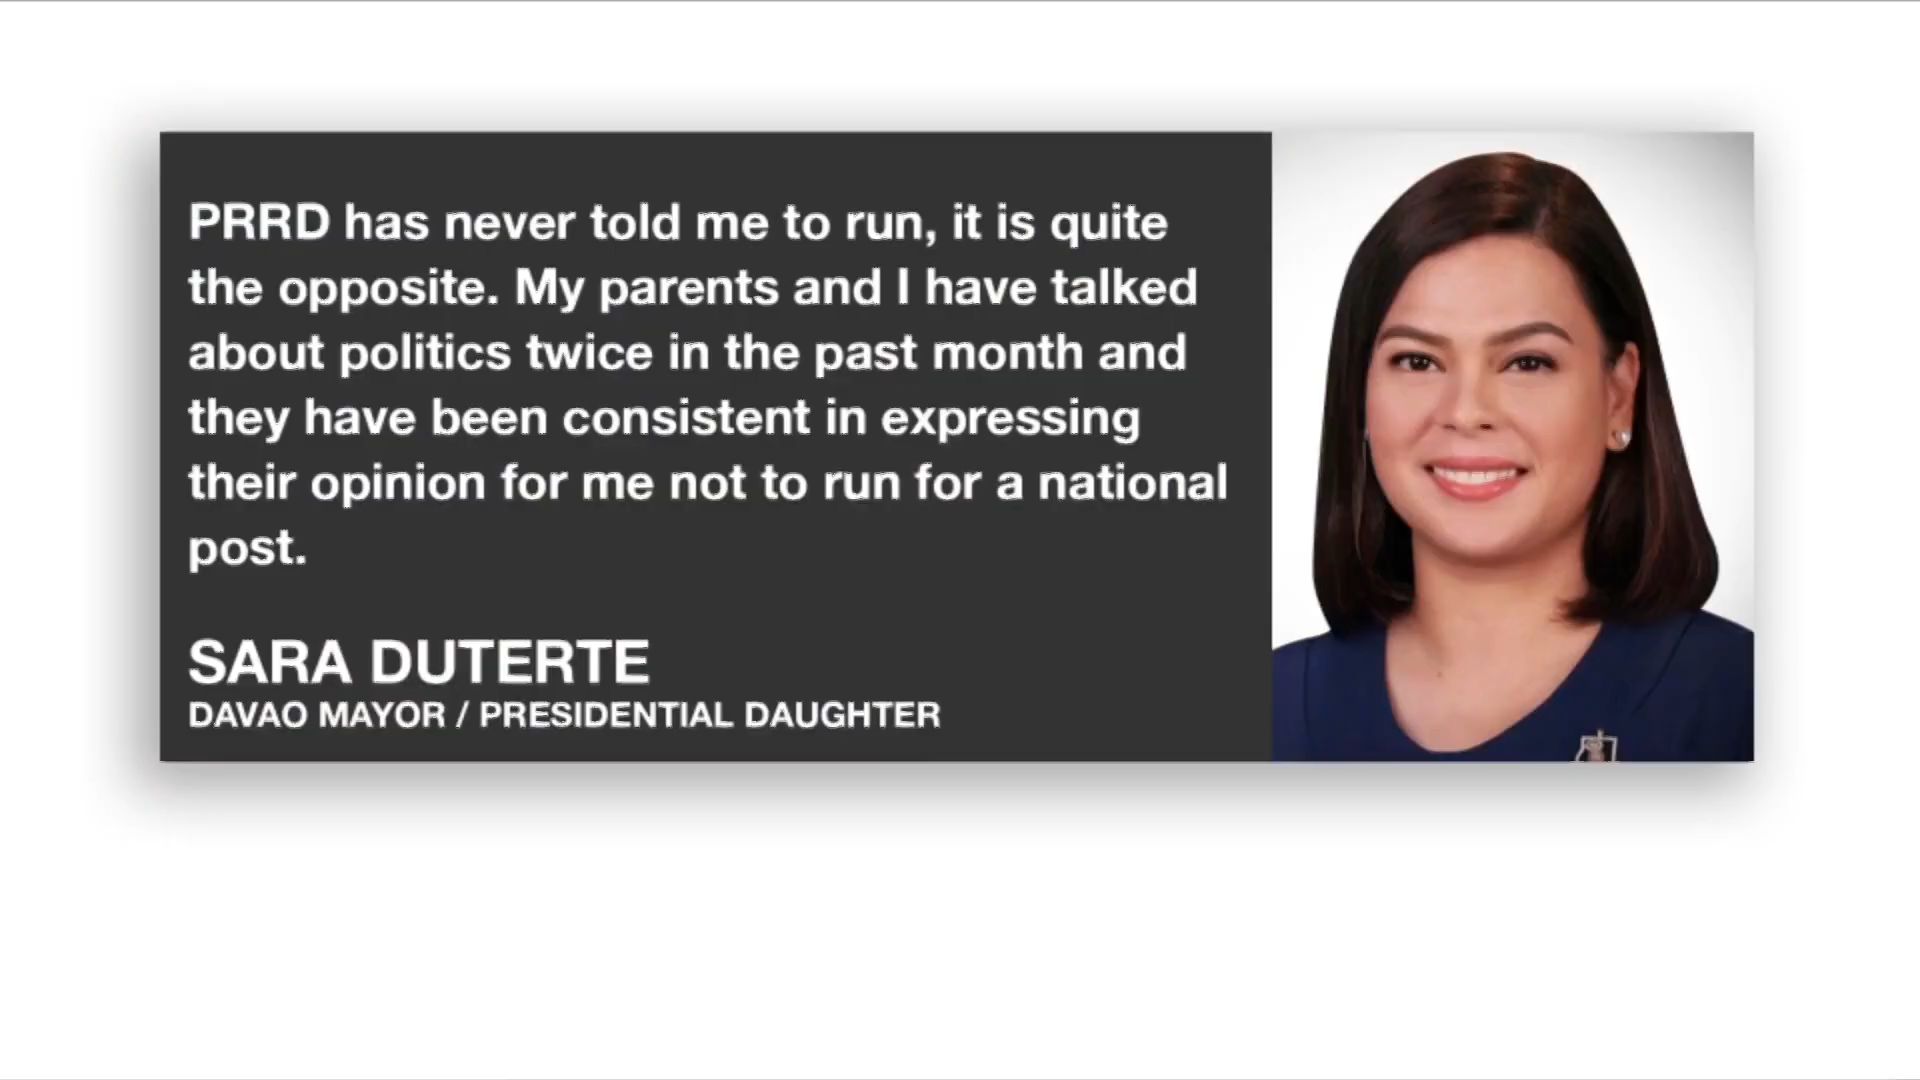 PRRD has never told me to run, it is quite
the opposite. My parents and I have talked
about politics twice in the past month and
they have been consistent in expressing
their opinion for me not to run for a national
post.
SARA DUTERTE
DAVAO MAYOR / PRESIDENTIAL DAUGHTER